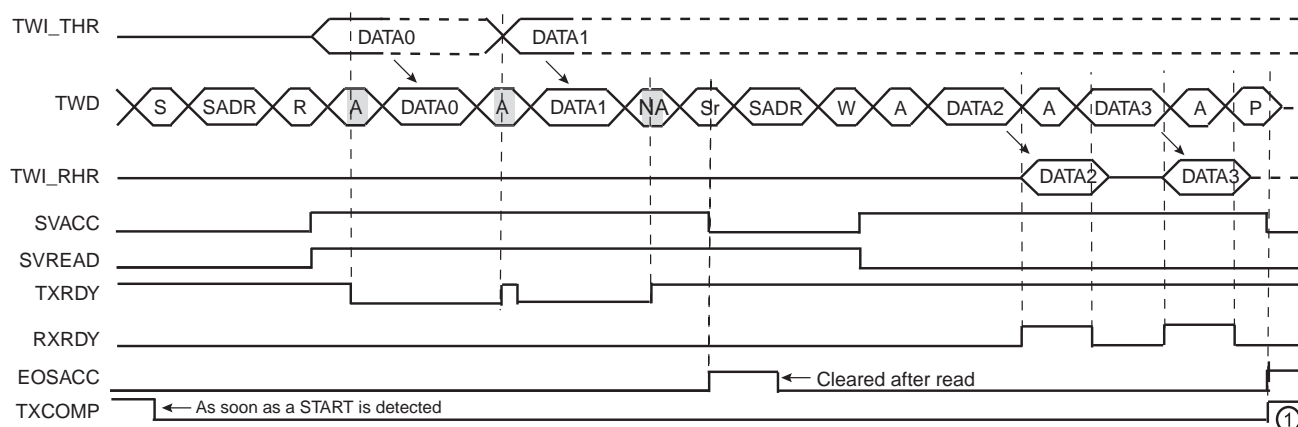 TWI_THR DATA0 DATA1
TWD S SADR R A DATA0 A DATA1 NA Sr SADR W A DATA2 A DATA3 A P
TWI_RHR DATA2 DATA3
SVACC
SVREAD
TXRDY
RXRDY
EOSACC Cleared after read
TXCOMP As soon as a START is detected 1